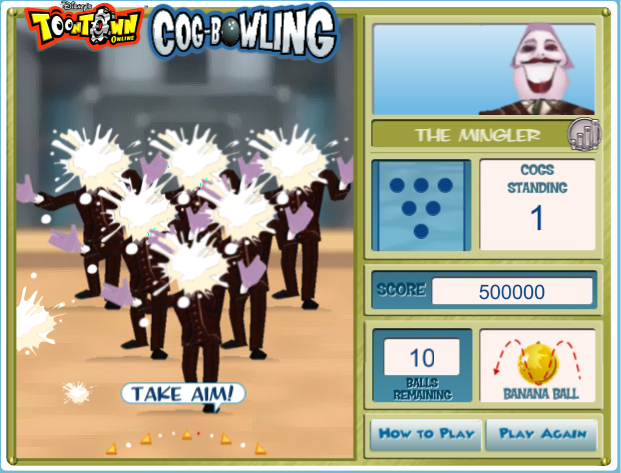 Disney's
TOONTOWN
ONLINE
COG-BOWLING
THE MINGLER
COGS
STANDING
1
SCORE 500000
10
BALLS
REMAINING
BANANA BALL
TAKE AIM!
HOW TO PLAY
PLAY AGAIN